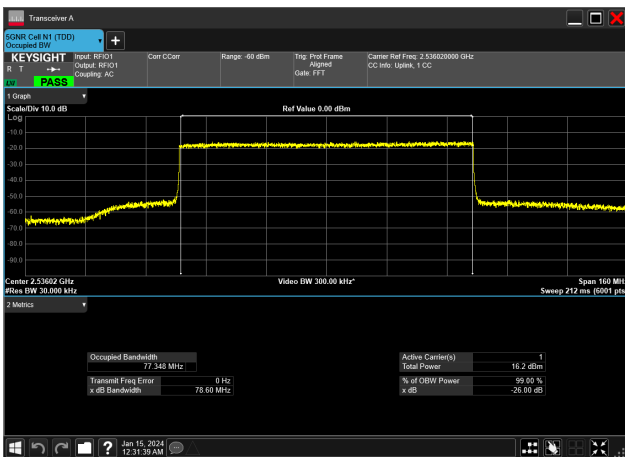 Transceiver A
5GNR Cell N1 (TDD)
Occupied BW
KEYSIGHT
R T
LV PASS
Input: RFIO1
Output: RFIO1
Coupling: AC
Corr CCorr
Range: -60 dBm
Trig: Prot Frame
Aligned
Gate: FFT
Carrier Ref Freq: 2.536020000 GHz
CC Info: Uplink, 1 CC
1 Graph
Scale/Div 10.0 dB
Ref Value 0.00 dBm
Log
-10.0
-20.0
-30.0
-40.0
-50.0
-60.0
-70.0
-80.0
-90.0
Center 2.53602 GHz
Video BW 300.00 kHz*
Span 160 MHz
#Res BW 30.000 kHz
Sweep 212 ms (6001 pts
2 Metrics
Occupied Bandwidth
77.348 MHz
Transmit Freq Error 0 Hz
x dB Bandwidth 78.60 MHz
Active Carrier(s) 1
Total Power 16.2 dBm
% of OBW Power 99.00 %
x dB -26.00 dB
Jan 15, 2024
12:31:39 AM